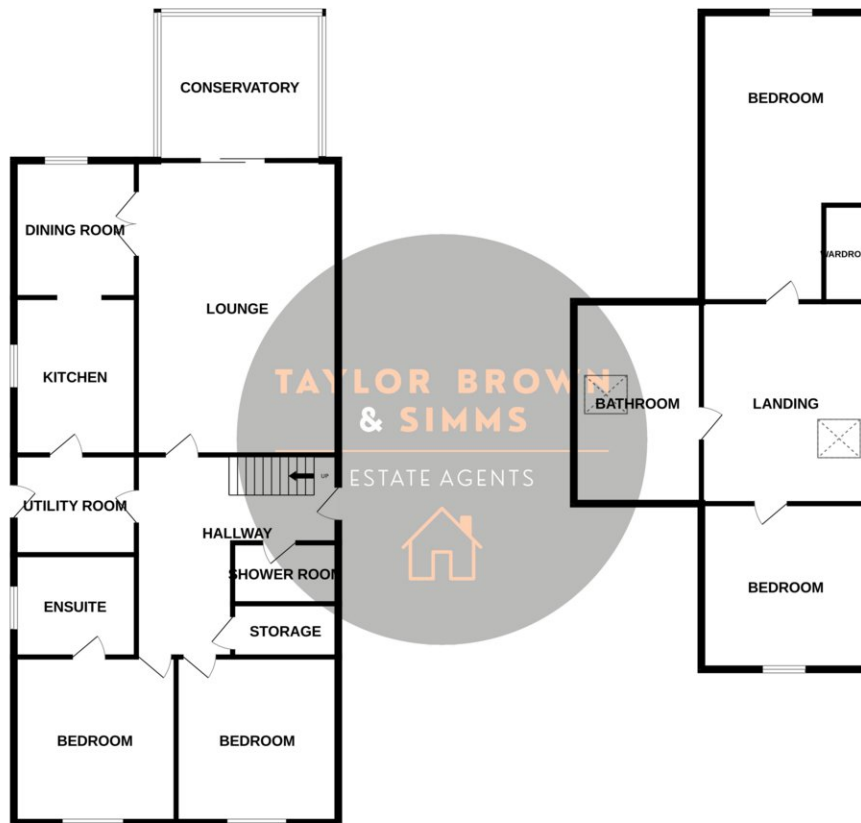 CONSERVATORY
DINING ROOM
LOUNGE
KITCHEN
UTILITY ROOM
HALLWAY
UP
SHOWER ROOM
ENSUITE
STORAGE
BEDROOM
BEDROOM
BEDROOM
WARDRO
BATHROOM
LANDING
BEDROOM
TAYLOR BROWN
& SIMMS
ESTATE AGENTS